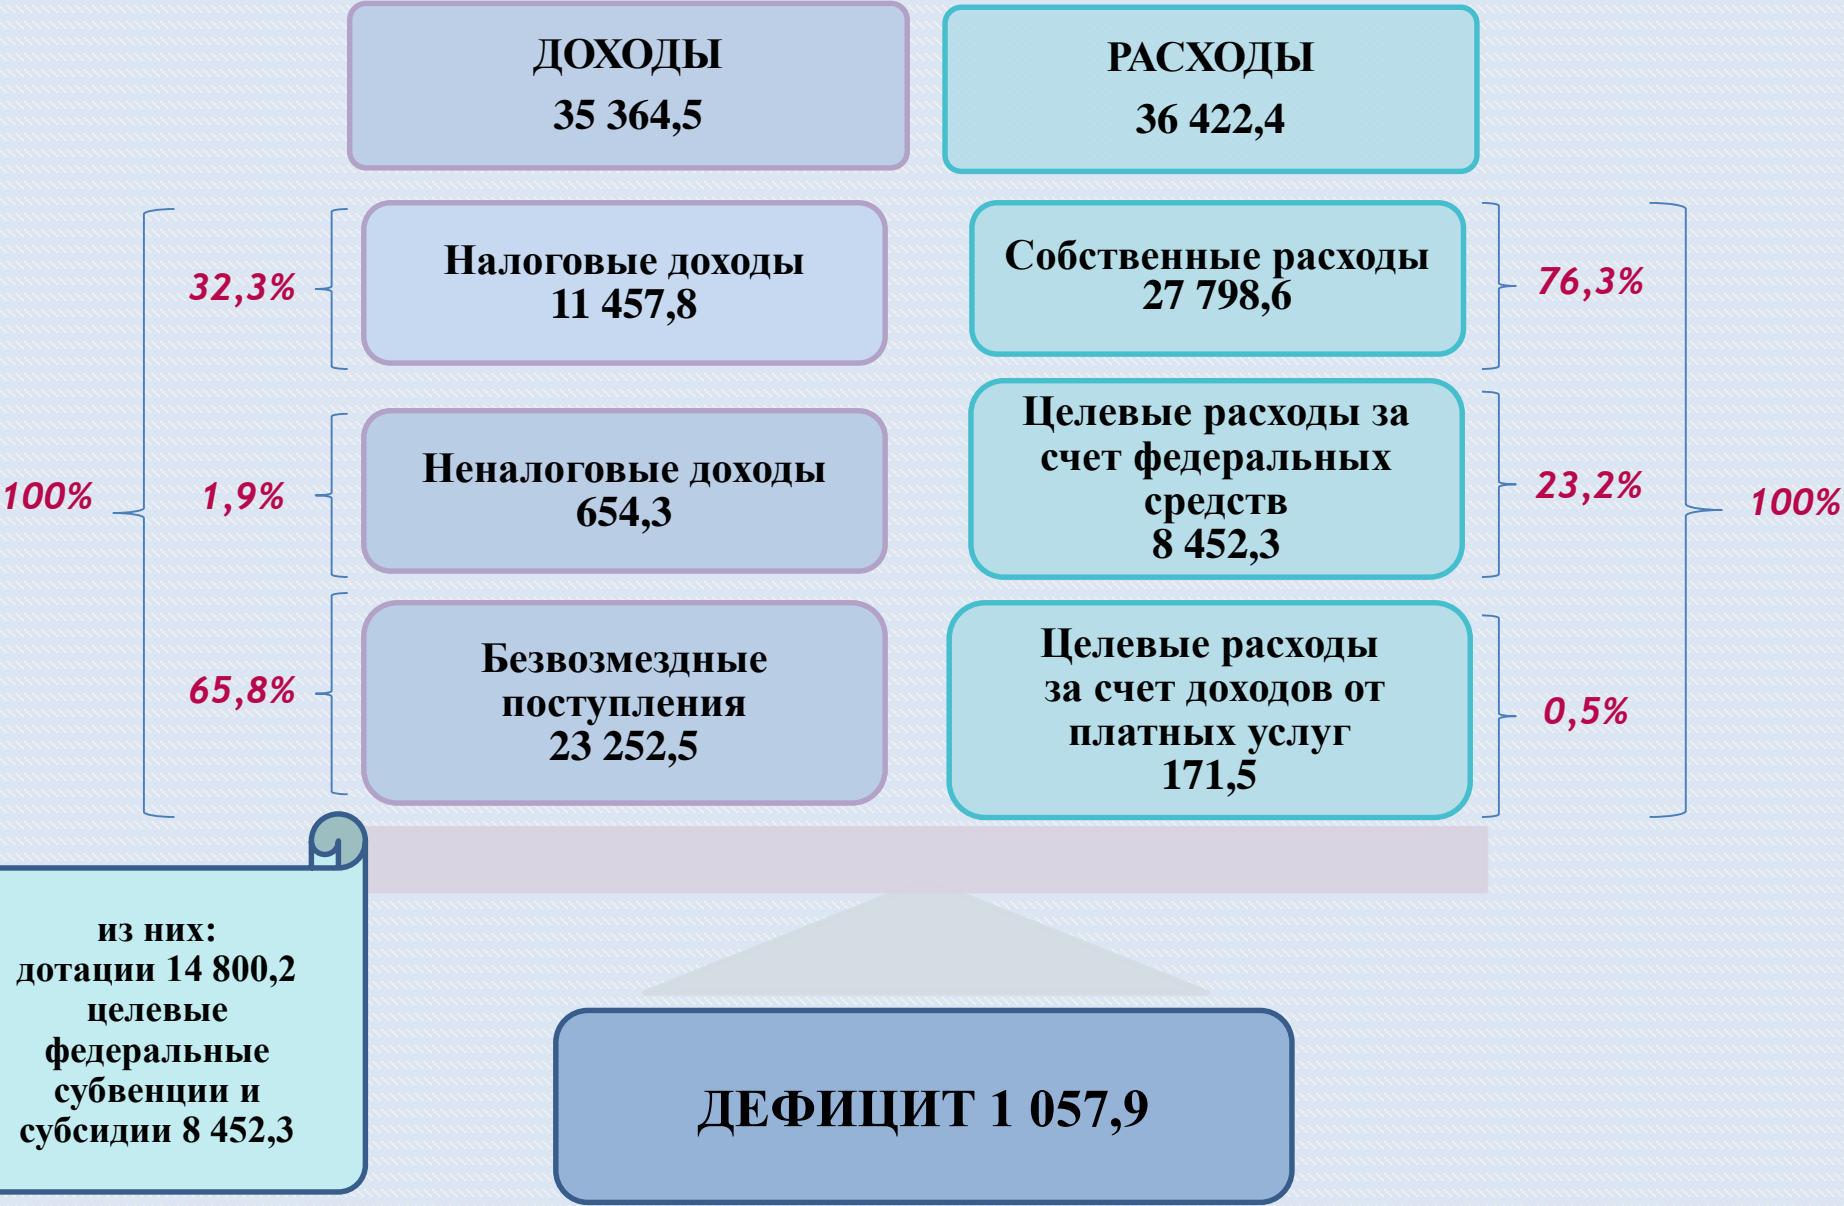 ДОХОДЫ
35 364,5
РАСХОДЫ
36 422,4
100%
32,3%
Налоговые доходы
11 457,8
1,9%
Неналоговые доходы
654,3
65,8%
Безвозмездные
поступления
23 252,5
Собственные расходы
27 798,6
76,3%
Целевые расходы за
счет федеральных
средств
8 452,3
23,2%
Целевые расходы
за счет доходов от
платных услуг
171,5
0,5%
100%
из них:
дотации 14 800,2
целевые
федеральные
субвенции и
субсидии 8 452,3
ДЕФИЦИТ 1 057,9